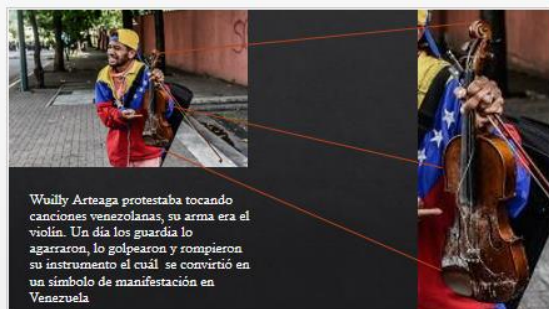 Wuilly Arteaga protestaba tocando
canciones venezolanas, su arma era el
violín. Un día los guardia lo
agarraron, lo golpearon y rompieron
su instrumento el cuál se convirtió en
un símbolo de manifestación en
Venezuela